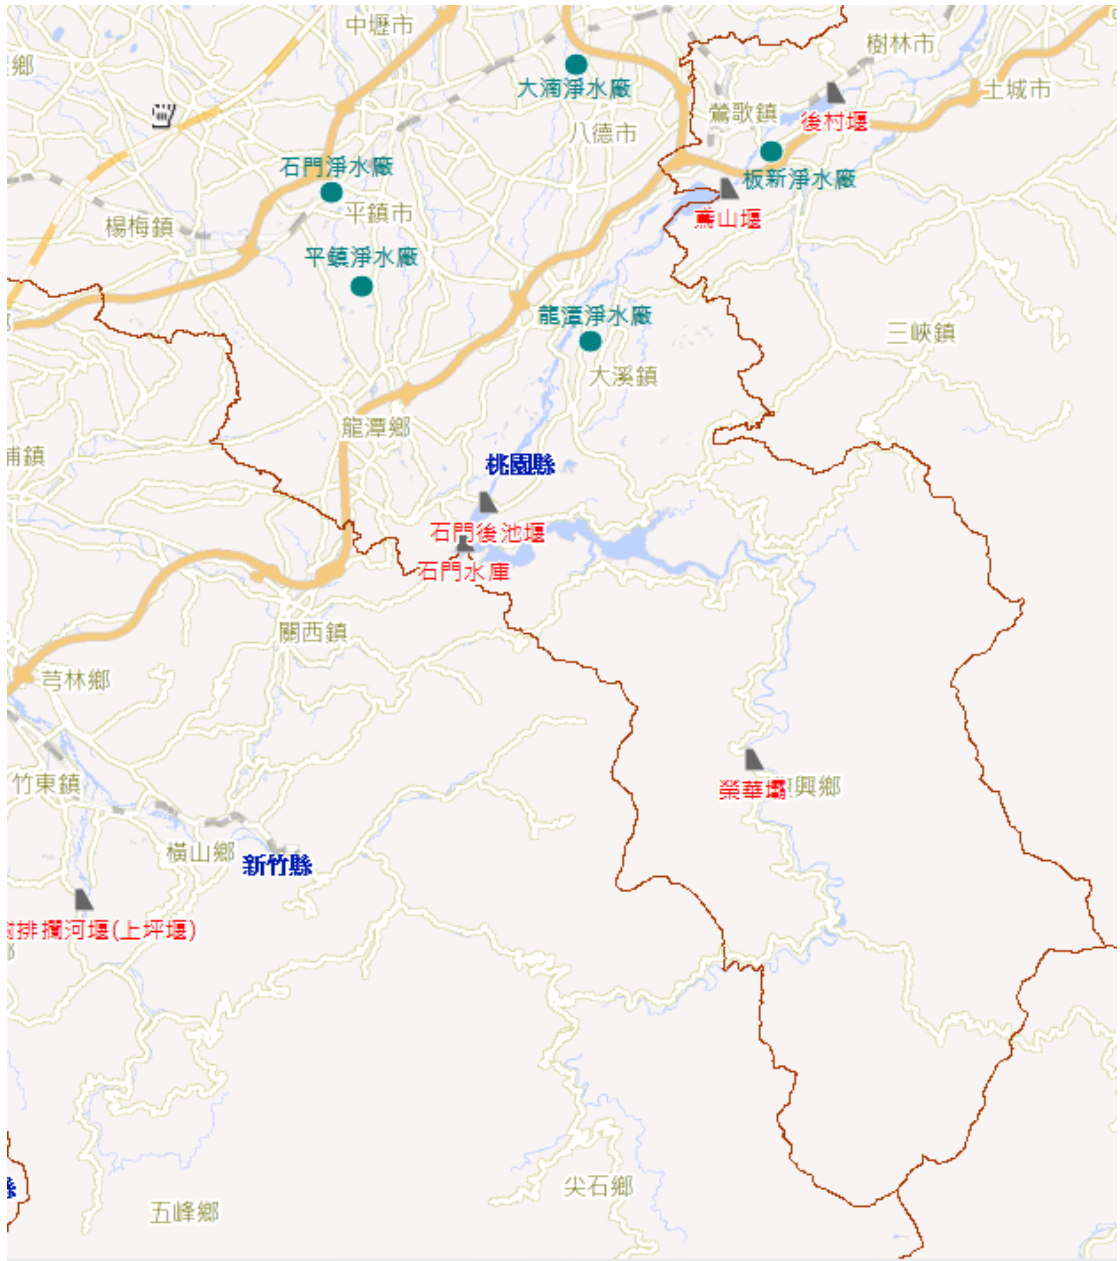 中壢市
樹林市
鄉
大湳淨水廠
土城市
鶯歌鎮
後村堰
八德市
石門淨水廠
板新淨水廠
平鎮市
鳶山堰
楊梅鎮
平鎮淨水廠
龍潭淨水廠
三峽鎮
大溪鎮
龍潭鄉
埔鎮
桃園縣
石門後池堰
石門水庫
關西鎮
芎林鄉
竹東鎮
榮華壩
興鄉
橫山鄉
新竹縣
排攔河堰(上坪堰)
尖石鄉
五峰鄉